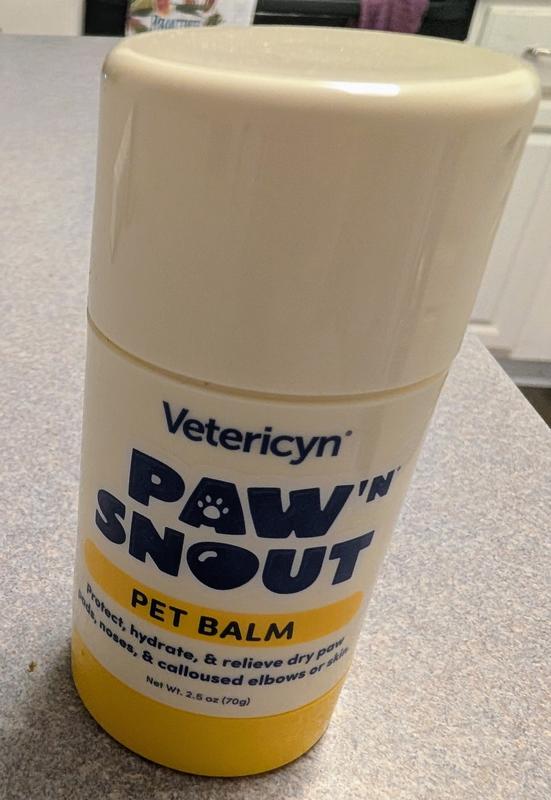 Vetericyn®
PAW 'N'
SNOUT
PET BALM
Protect, hydrate, & relieve dry paw
pads, noses, & calloused elbows or skin.
Net Wt. 2.5 oz (70g)